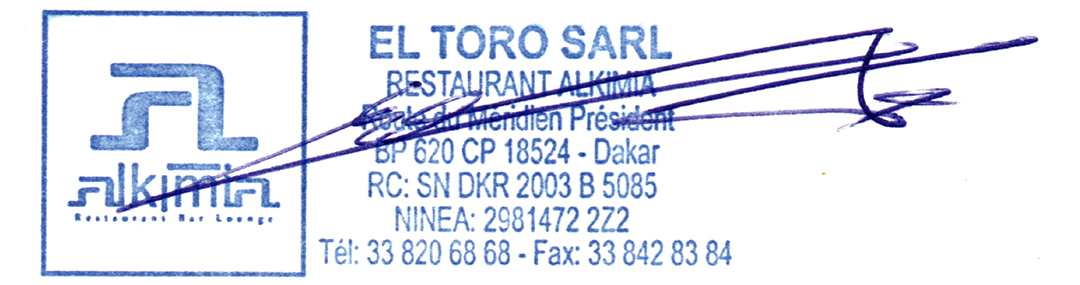 alkimia
Restaurant Bar Lounge
EL TORO SARL
RESTAURANT ALKIMIA
Route du Méridien Président
BP 620 CP 18524 - Dakar
RC: SN DKR 2003 B 5085
NINEA: 2981472 2Z2
Tél: 33 820 68 68 - Fax: 33 842 83 84